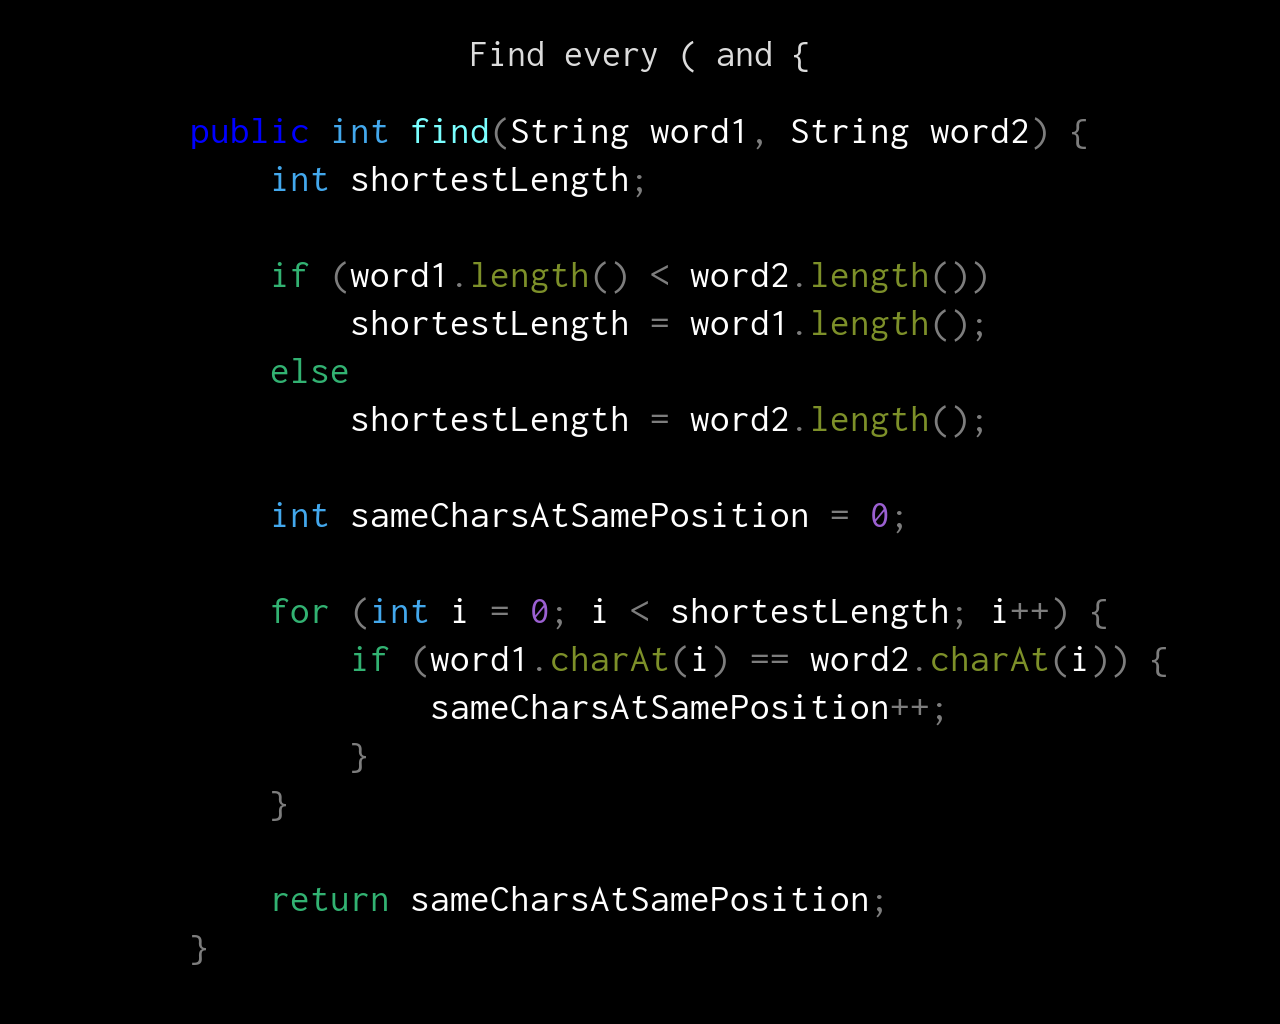 Find every ( and {
public int find(String word1, String word2) {
    int shortestLength;

    if (word1.length() < word2.length())
        shortestLength = word1.length();
    else
        shortestLength = word2.length();

    int sameCharsAtSamePosition = 0;

    for (int i = 0; i < shortestLength; i++) {
        if (word1.charAt(i) == word2.charAt(i)) {
            sameCharsAtSamePosition++;
        }
    }

    return sameCharsAtSamePosition;
}